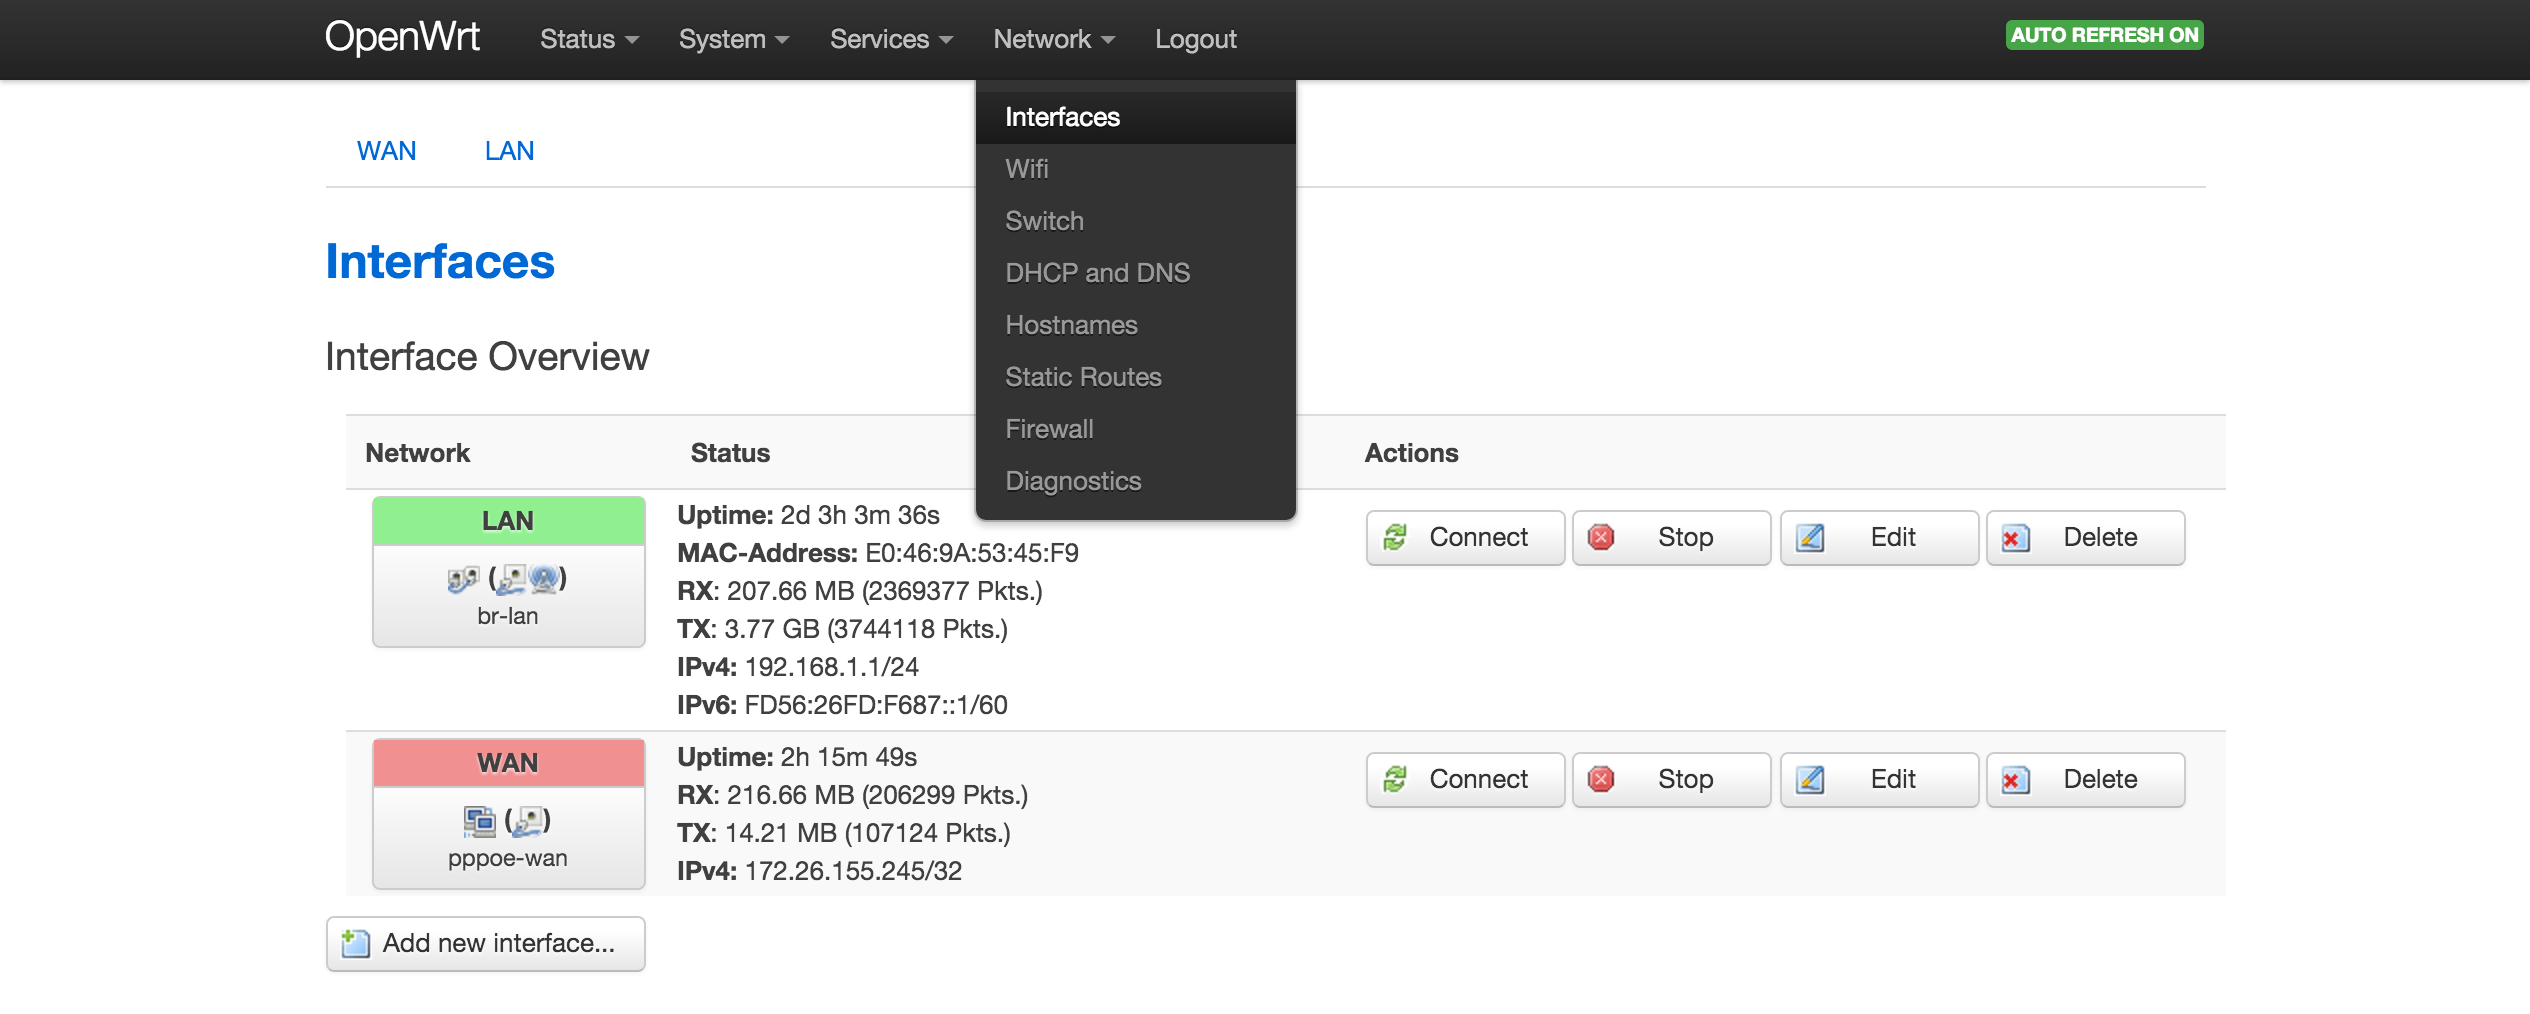 OpenWrt Status System Services Network Logout AUTO REFRESH ON
Interfaces
Wifi
Switch
DHCP and DNS
Hostnames
Static Routes
Firewall
Diagnostics
WAN LAN
Interfaces
Interface Overview
Network Status Actions
LAN
( )
br-lan
Uptime: 2d 3h 3m 36s
MAC-Address: E0:46:9A:53:45:F9
RX: 207.66 MB (2369377 Pkts.)
TX: 3.77 GB (3744118 Pkts.)
IPv4: 192.168.1.1/24
IPv6: FD56:26FD:F687::1/60
Connect Stop Edit Delete
WAN
( )
pppoe-wan
Uptime: 2h 15m 49s
RX: 216.66 MB (206299 Pkts.)
TX: 14.21 MB (107124 Pkts.)
IPv4: 172.26.155.245/32
Connect Stop Edit Delete
Add new interface...